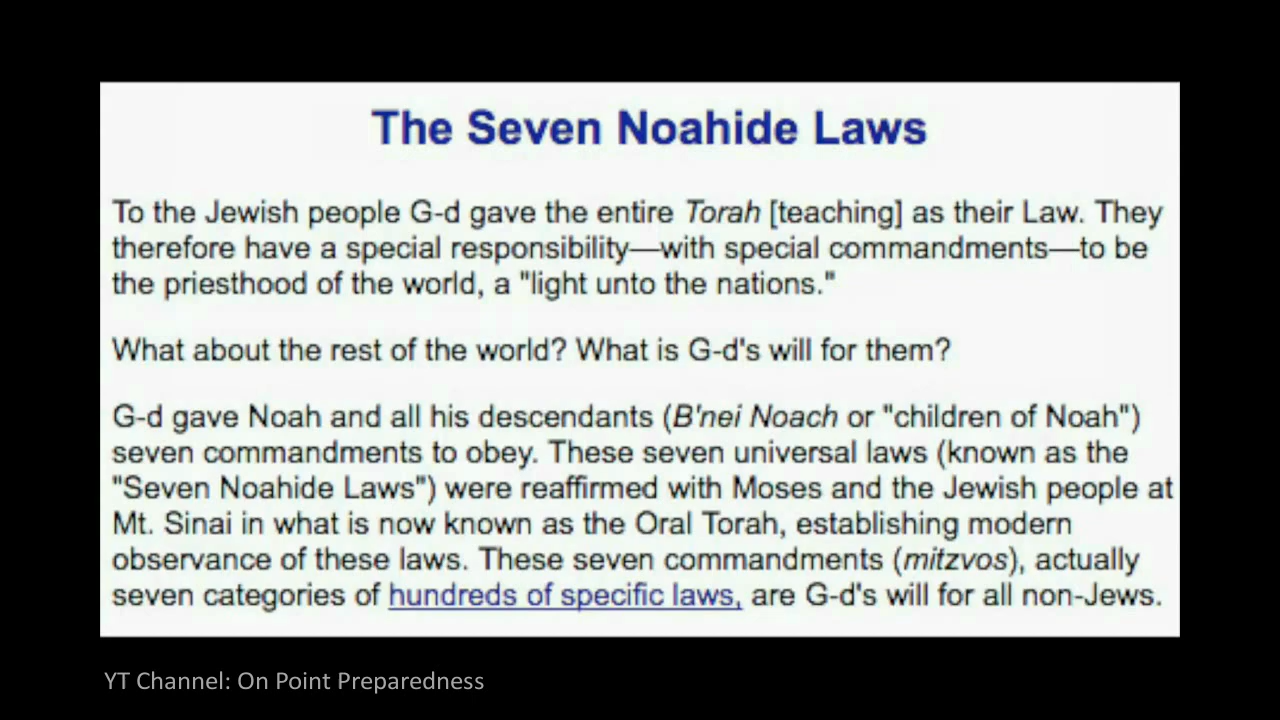 The Seven Noahide Laws
To the Jewish people G-d gave the entire Torah [teaching] as their Law. They
therefore have a special responsibility—with special commandments—to be
the priesthood of the world, a "light unto the nations."
What about the rest of the world? What is G-d's will for them?
G-d gave Noah and all his descendants (B'nei Noach or "children of Noah")
seven commandments to obey. These seven universal laws (known as the
"Seven Noahide Laws") were reaffirmed with Moses and the Jewish people at
Mt. Sinai in what is now known as the Oral Torah, establishing modern
observance of these laws. These seven commandments (mitzvos), actually
seven categories of hundreds of specific laws, are G-d's will for all non-Jews.
YT Channel: On Point Preparedness